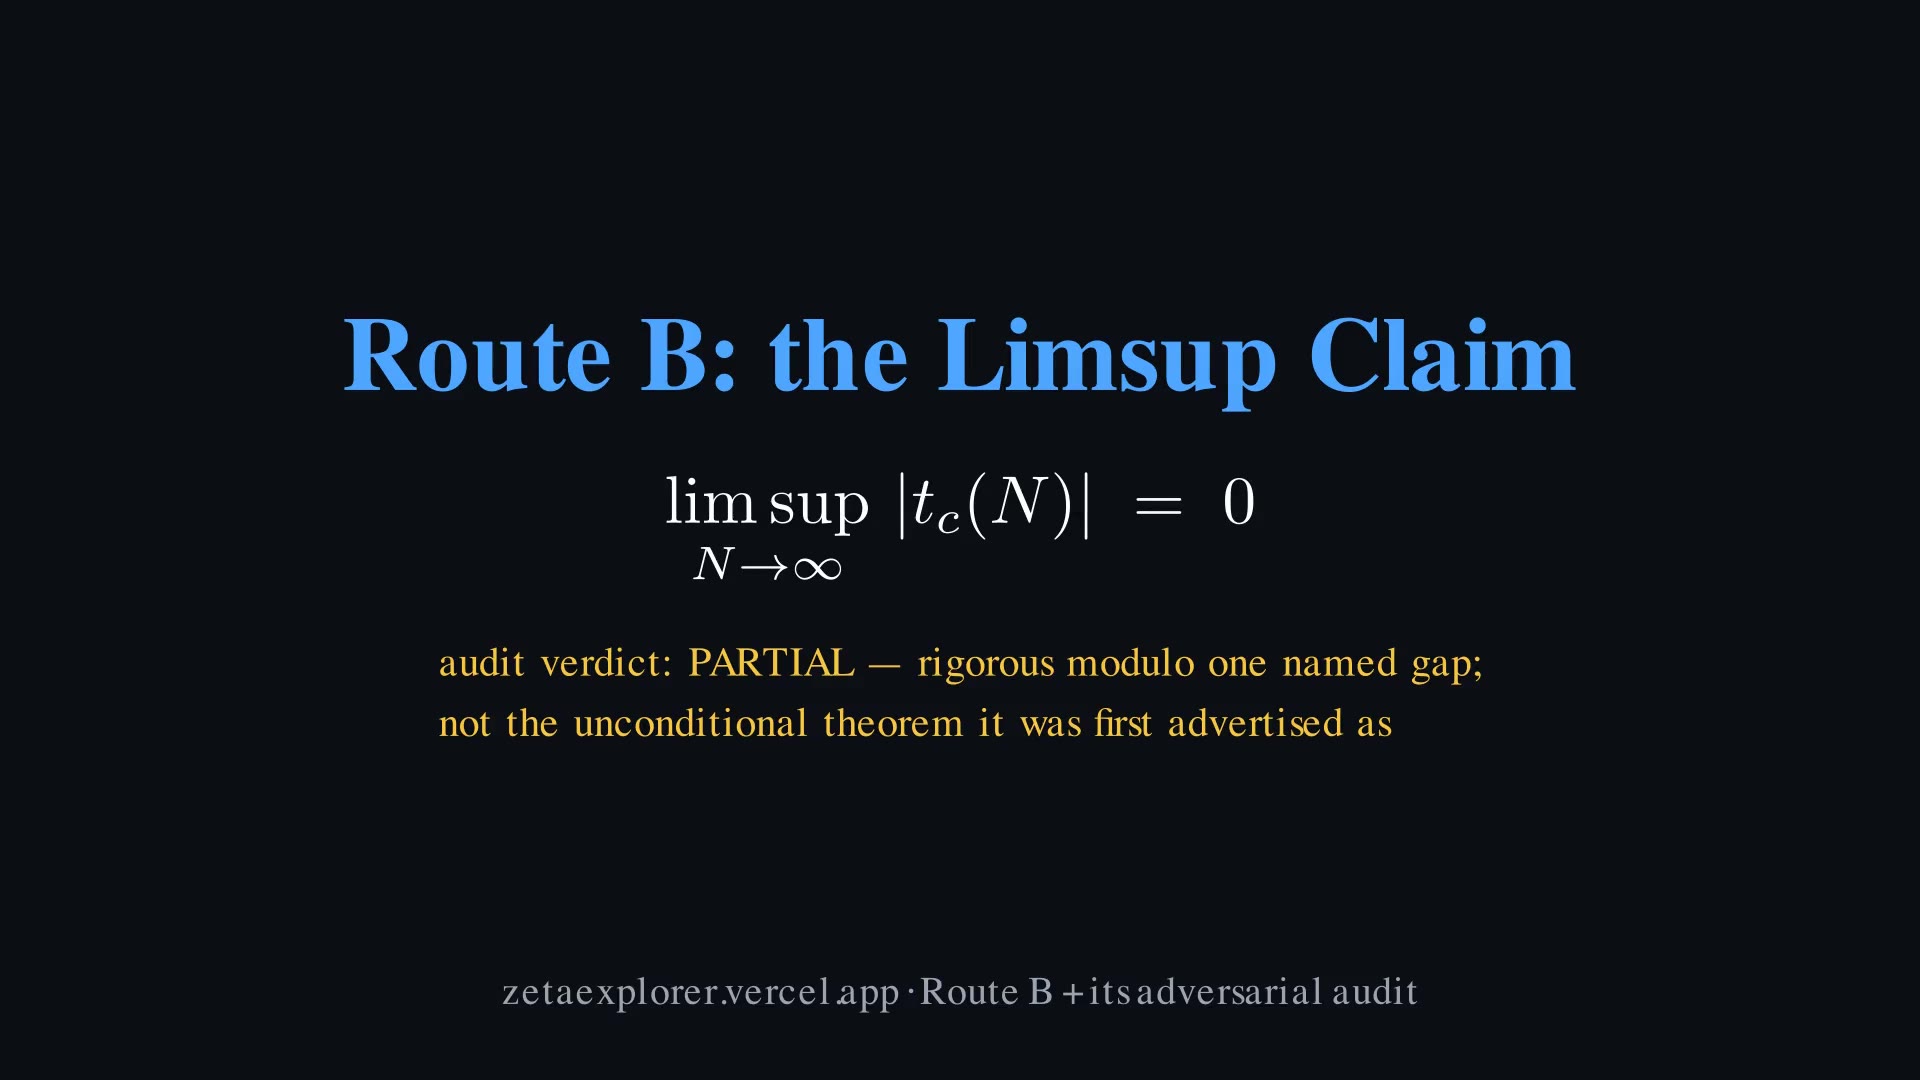 Route B: the Limsup Claim
lim sup |t_c(N)| = 0
N→∞
audit verdict: PARTIAL — rigorous modulo one named gap;
not the unconditional theorem it was first advertised as
zetaexplorer.vercel.app · Route B + its adversarial audit